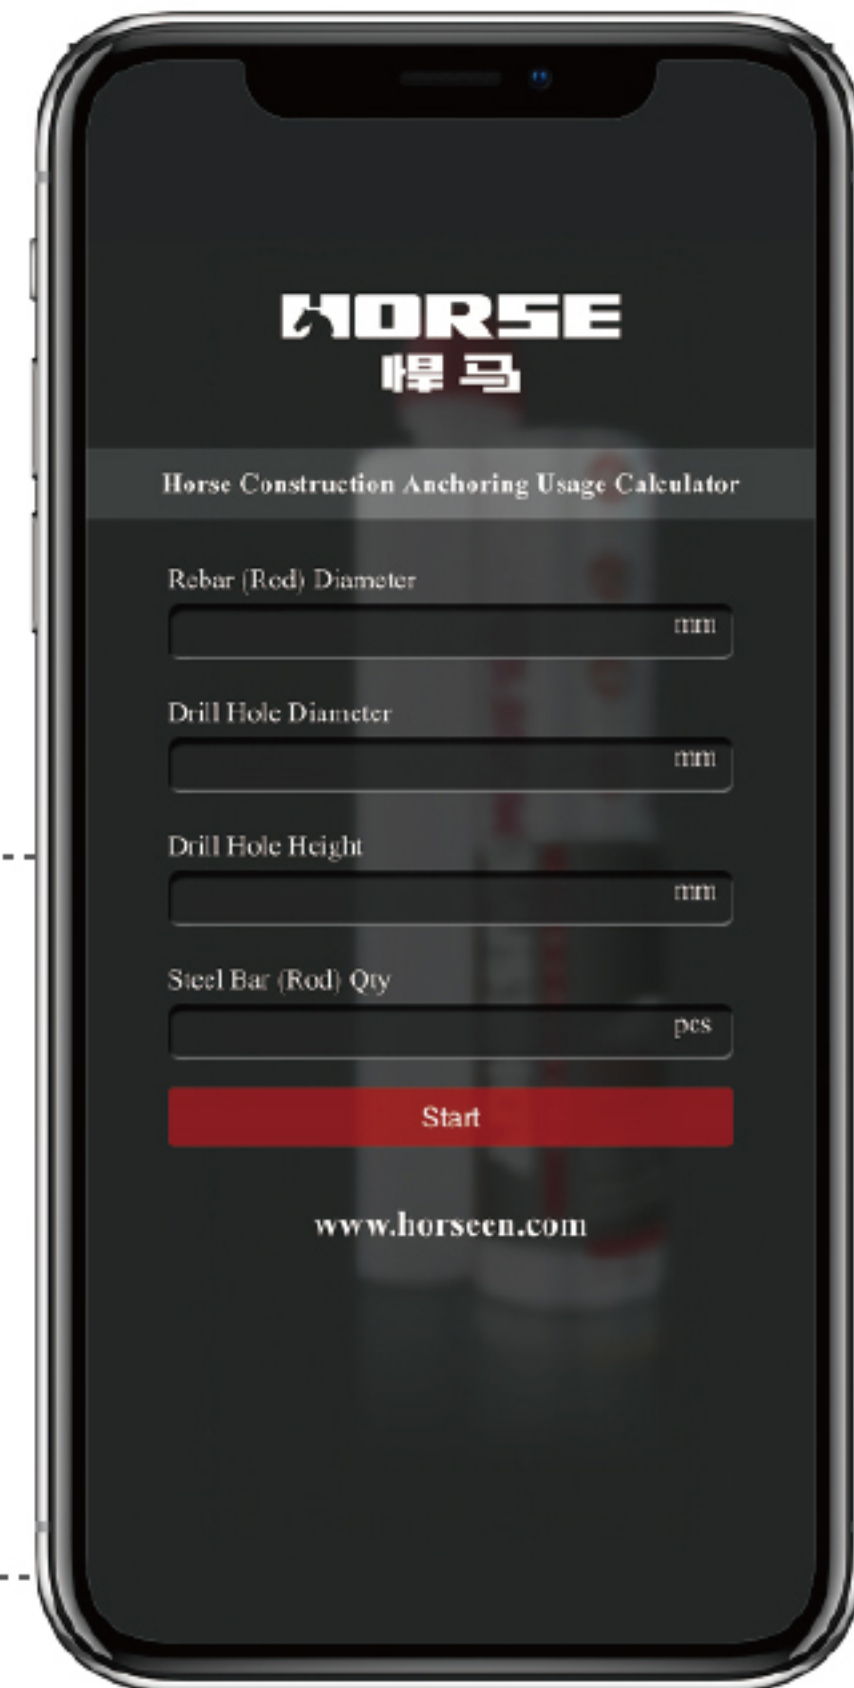 HORSE
悍马
Horse Construction Anchoring Usage Calculator
Rebar (Rod) Diameter
mm
Drill Hole Diameter
mm
Drill Hole Height
mm
Steel Bar (Rod) Qty
pcs
Start
www.horseen.com